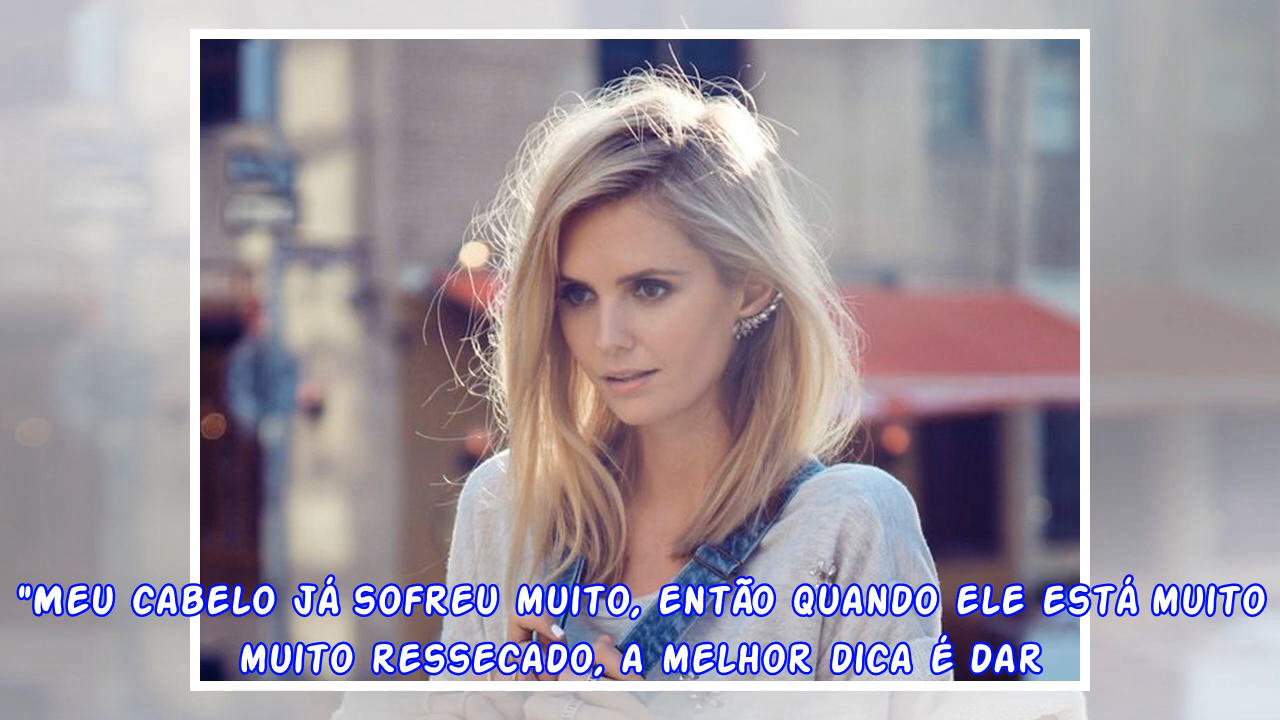 "MEU CABELO JÁ SOFREU MUITO, ENTÃO QUANDO ELE ESTÁ MUITO
MUITO RESSECADO, A MELHOR DICA É DAR